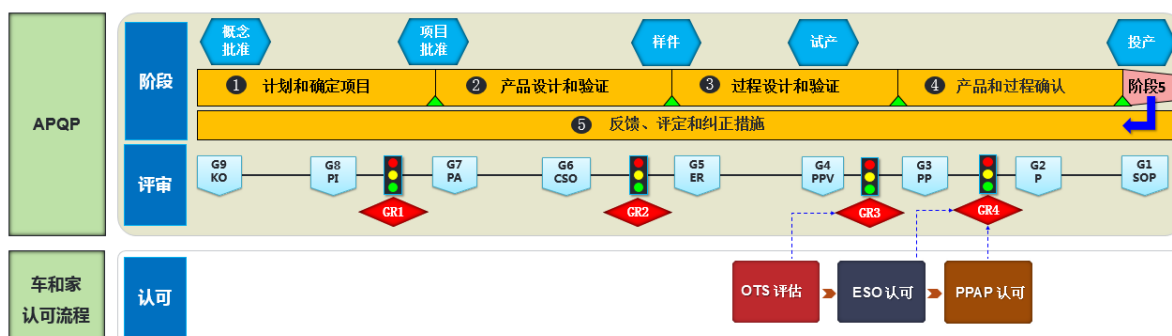 概念
批准
项目
批准
样件
试产
投产
APQP
阶段
1 计划和确定项目
2 产品设计和验证
3 过程设计和验证
4 产品和过程确认
阶段5
5 反馈、评定和纠正措施
评审
G9
KO
G8
PI
GR1
G7
PA
G6
CSO
GR2
G5
ER
G4
PPV
GR3
G3
PP
GR4
G2
P
G1
SOP
车和家
认可流程
认可
OTS 评估
ESO 认可
PPAP 认可